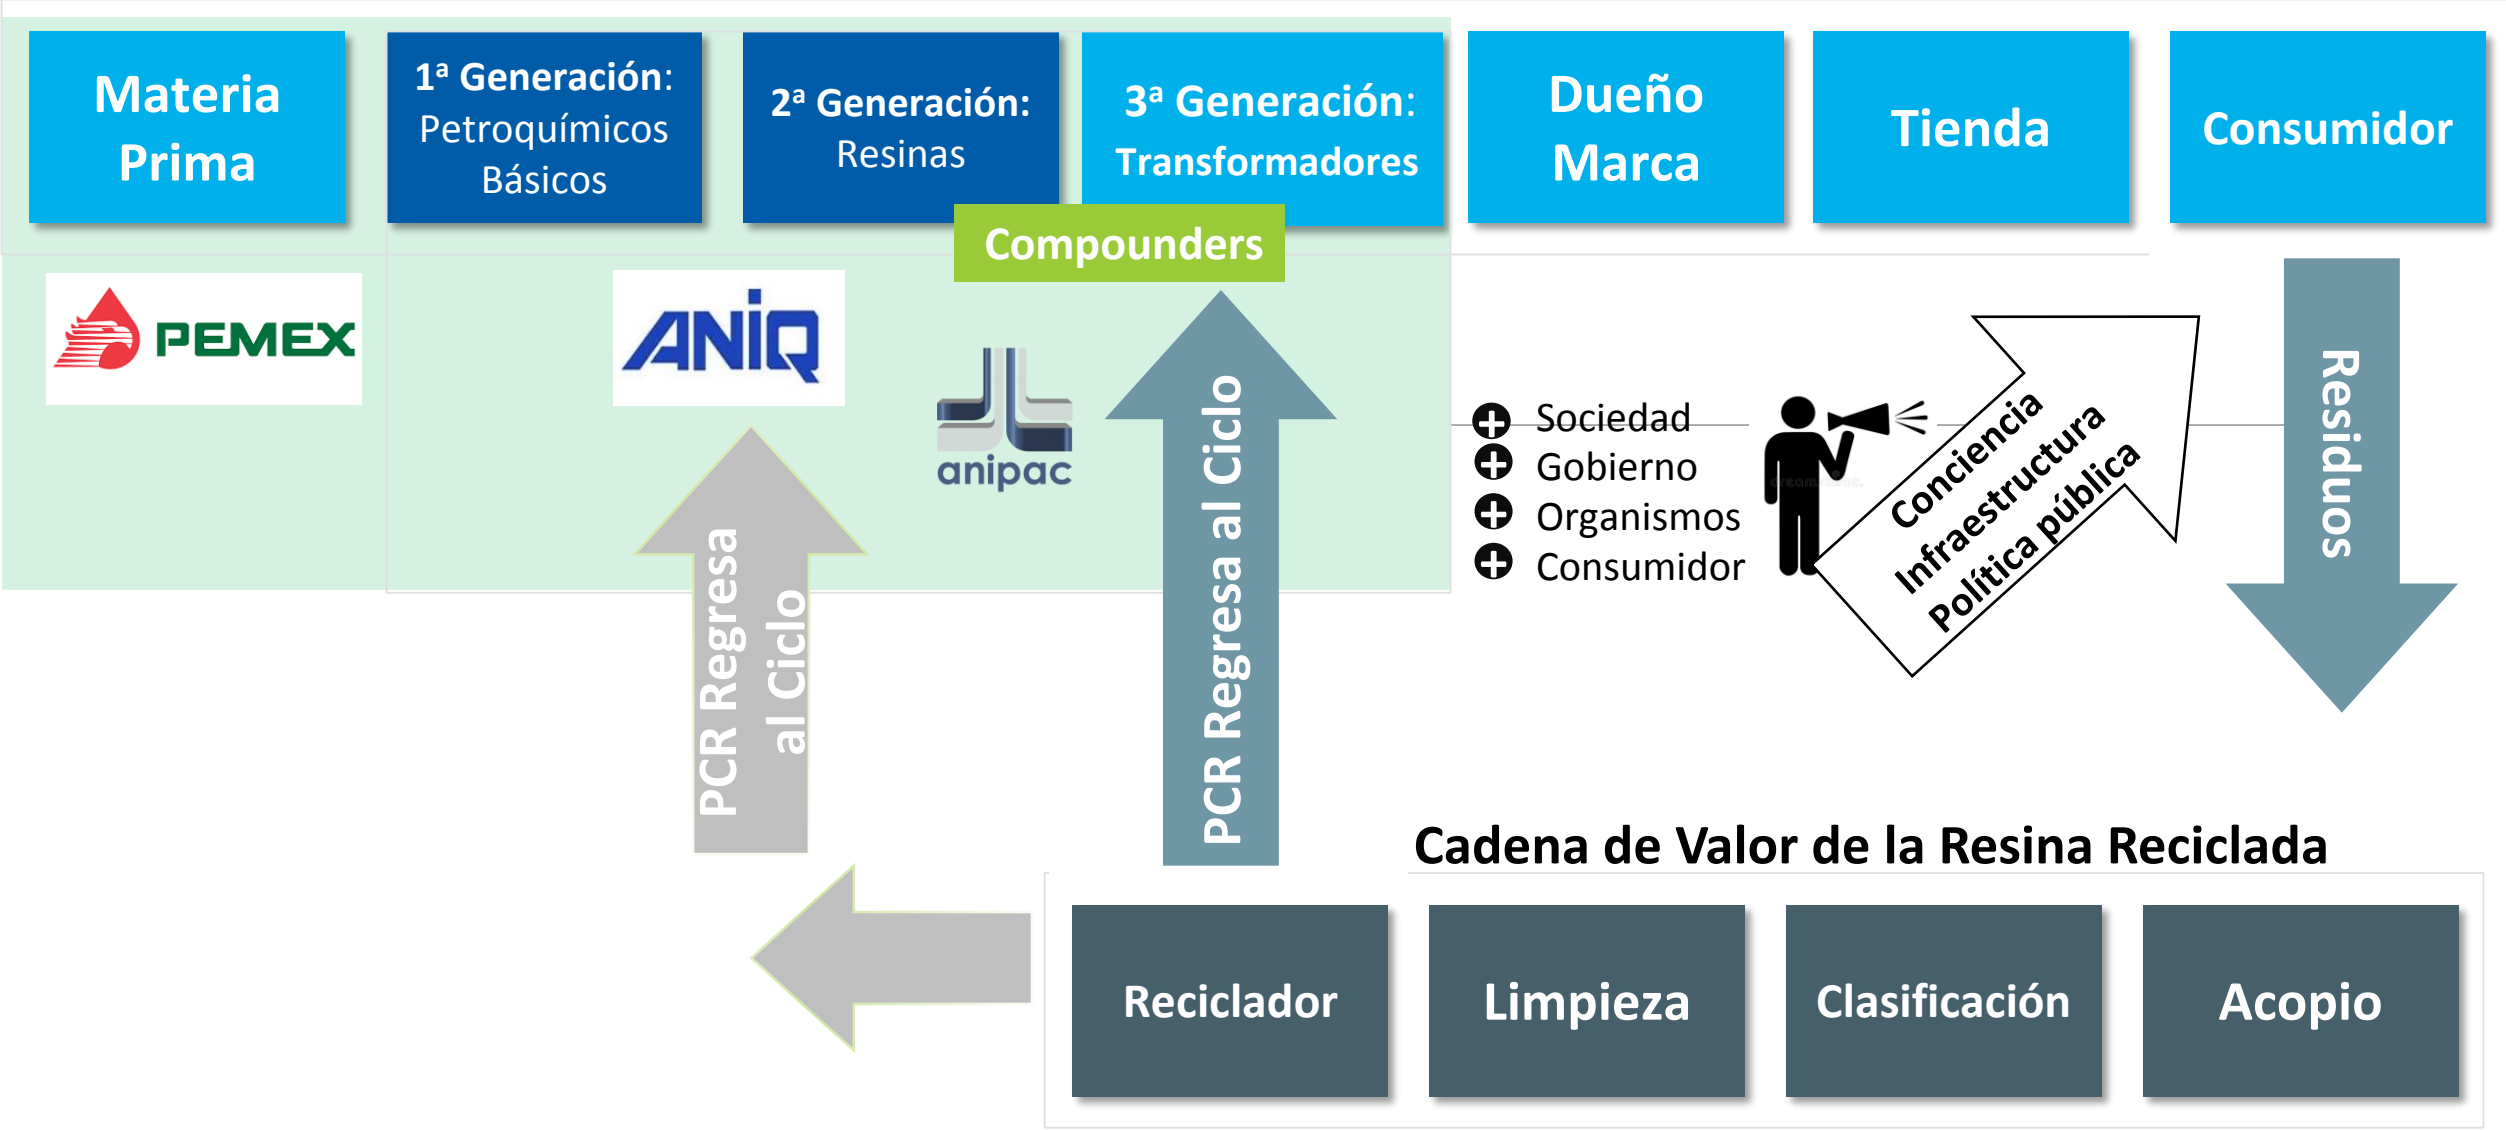 Materia
Prima
1ª Generación:
Petroquímicos
Básicos
2ª Generación:
Resinas
3ª Generación:
Transformadores
Dueño
Marca
Tienda
Consumidor
Compounders
PEMEX
ANIQ
anipac
PCR Regresa
al Ciclo
PCR Regresa al Ciclo
Sociedad
Gobierno
Organismos
Consumidor
Conciencia
Infraestructura
Política pública
Residuos
Cadena de Valor de la Resina Reciclada
Reciclador
Limpieza
Clasificación
Acopio